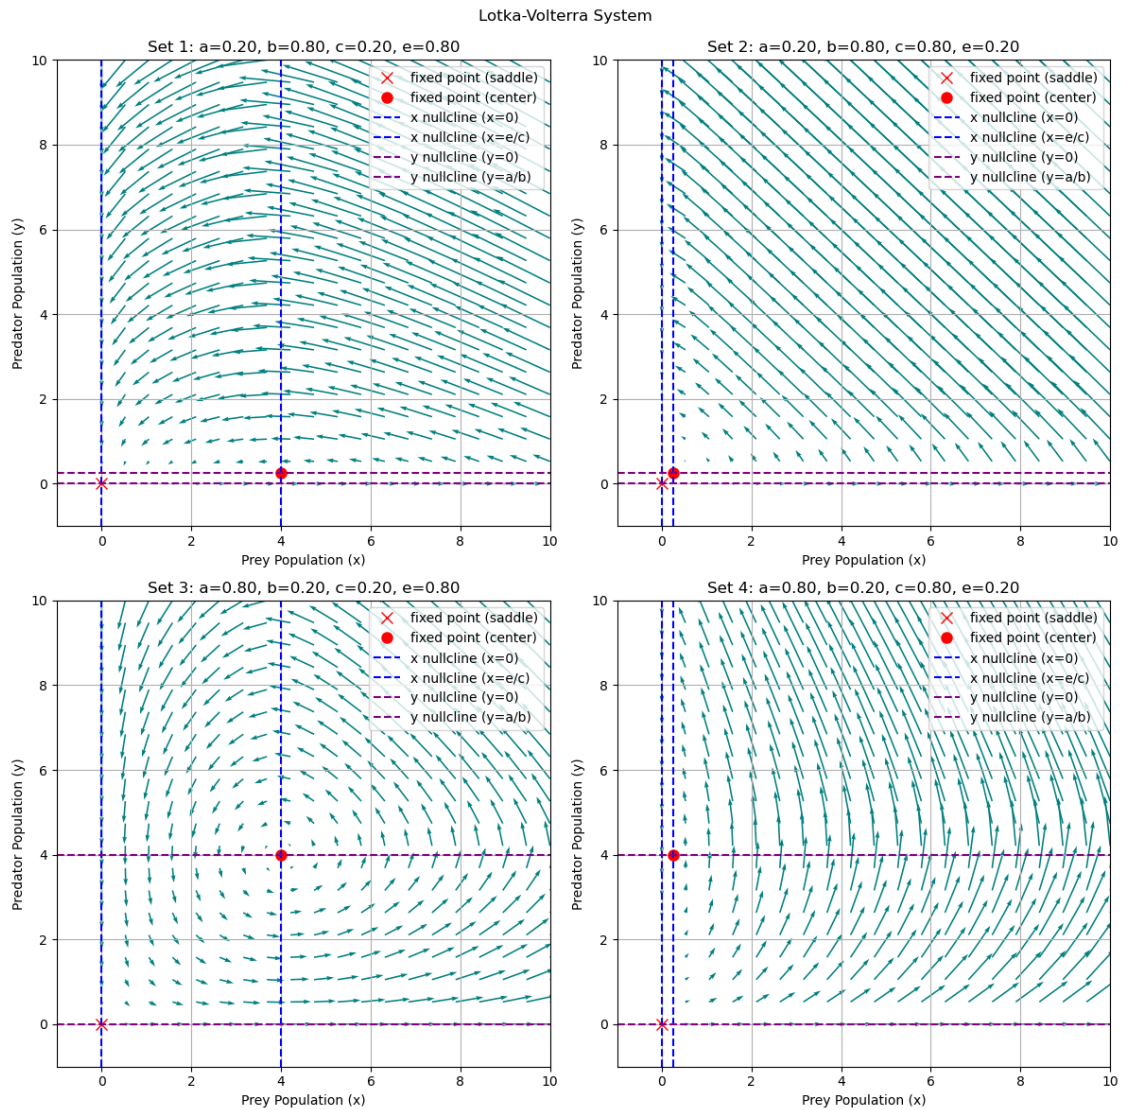 Lotka-Volterra System
Set 1: a=0.20, b=0.80, c=0.20, e=0.80
10
8
6
4
2
0
Predator Population (y)
0 2 4 6 8 10
Prey Population (x)
fixed point (saddle)
fixed point (center)
x nullcline (x=0)
x nullcline (x=e/c)
y nullcline (y=0)
y nullcline (y=a/b)
Set 2: a=0.20, b=0.80, c=0.80, e=0.20
10
8
6
4
2
0
Predator Population (y)
0 2 4 6 8 10
Prey Population (x)
fixed point (saddle)
fixed point (center)
x nullcline (x=0)
x nullcline (x=e/c)
y nullcline (y=0)
y nullcline (y=a/b)
Set 3: a=0.80, b=0.20, c=0.20, e=0.80
10
8
6
4
2
0
Predator Population (y)
0 2 4 6 8 10
Prey Population (x)
fixed point (saddle)
fixed point (center)
x nullcline (x=0)
x nullcline (x=e/c)
y nullcline (y=0)
y nullcline (y=a/b)
Set 4: a=0.80, b=0.20, c=0.80, e=0.20
10
8
6
4
2
0
Predator Population (y)
0 2 4 6 8 10
Prey Population (x)
fixed point (saddle)
fixed point (center)
x nullcline (x=0)
x nullcline (x=e/c)
y nullcline (y=0)
y nullcline (y=a/b)